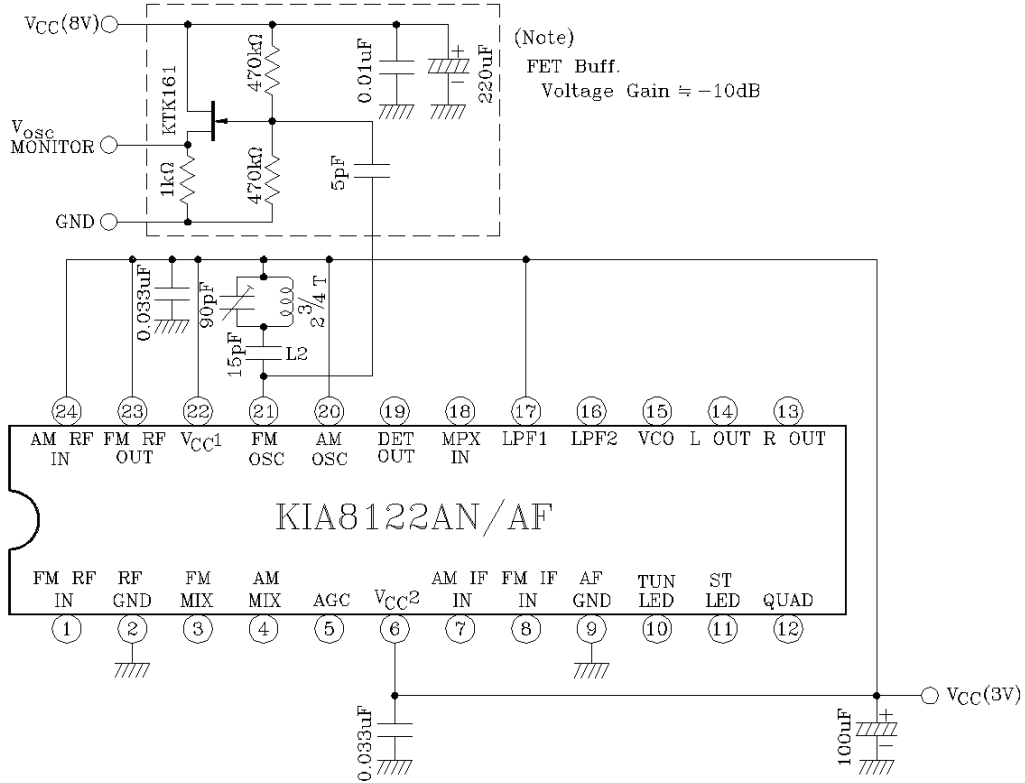 VCC(8V)
KTK161
470kΩ
0.01uF
220uF
+
−
(Note)
FET Buff.
Voltage Gain ≒ −10dB
VOSC
MONITOR
1kΩ
470kΩ
5pF
GND
0.033uF
90pF
2 3/4 T
15pF
L2
24 23 22 21 20 19 18 17 16 15 14 13
AM RF IN
FM RF OUT
VCC1
FM OSC
AM OSC
DET OUT
MPX IN
LPF1
LPF2
VCO
L OUT
R OUT
KIA8122AN/AF
FM RF IN
RF GND
FM MIX
AM MIX
AGC
VCC2
AM IF IN
FM IF IN
AF GND
TUN LED
ST LED
QUAD
1 2 3 4 5 6 7 8 9 10 11 12
VCC(3V)
0.033uF
100uF
+
−